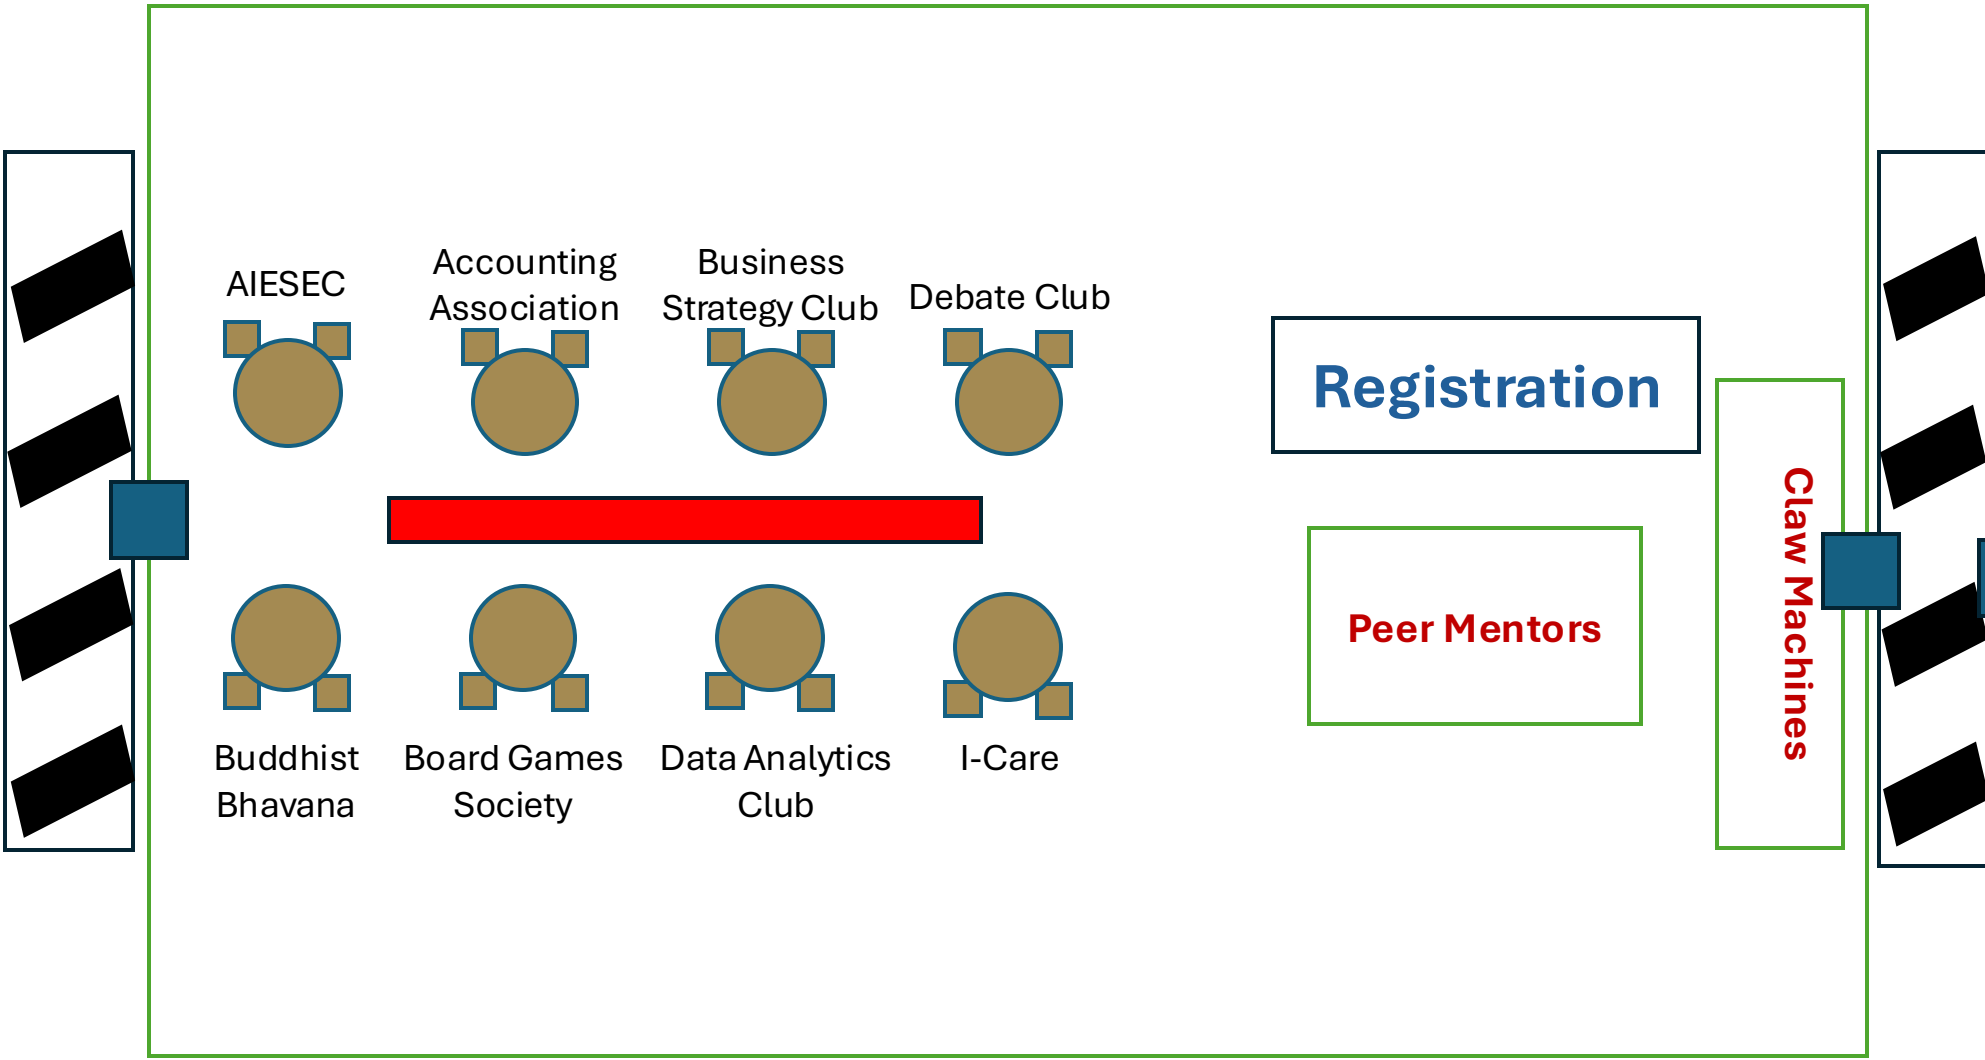 AIESEC
Accounting
Association
Business
Strategy Club
Debate Club
Registration
Claw Machines
Peer Mentors
Buddhist
Bhavana
Board Games
Society
Data Analytics
Club
I-Care